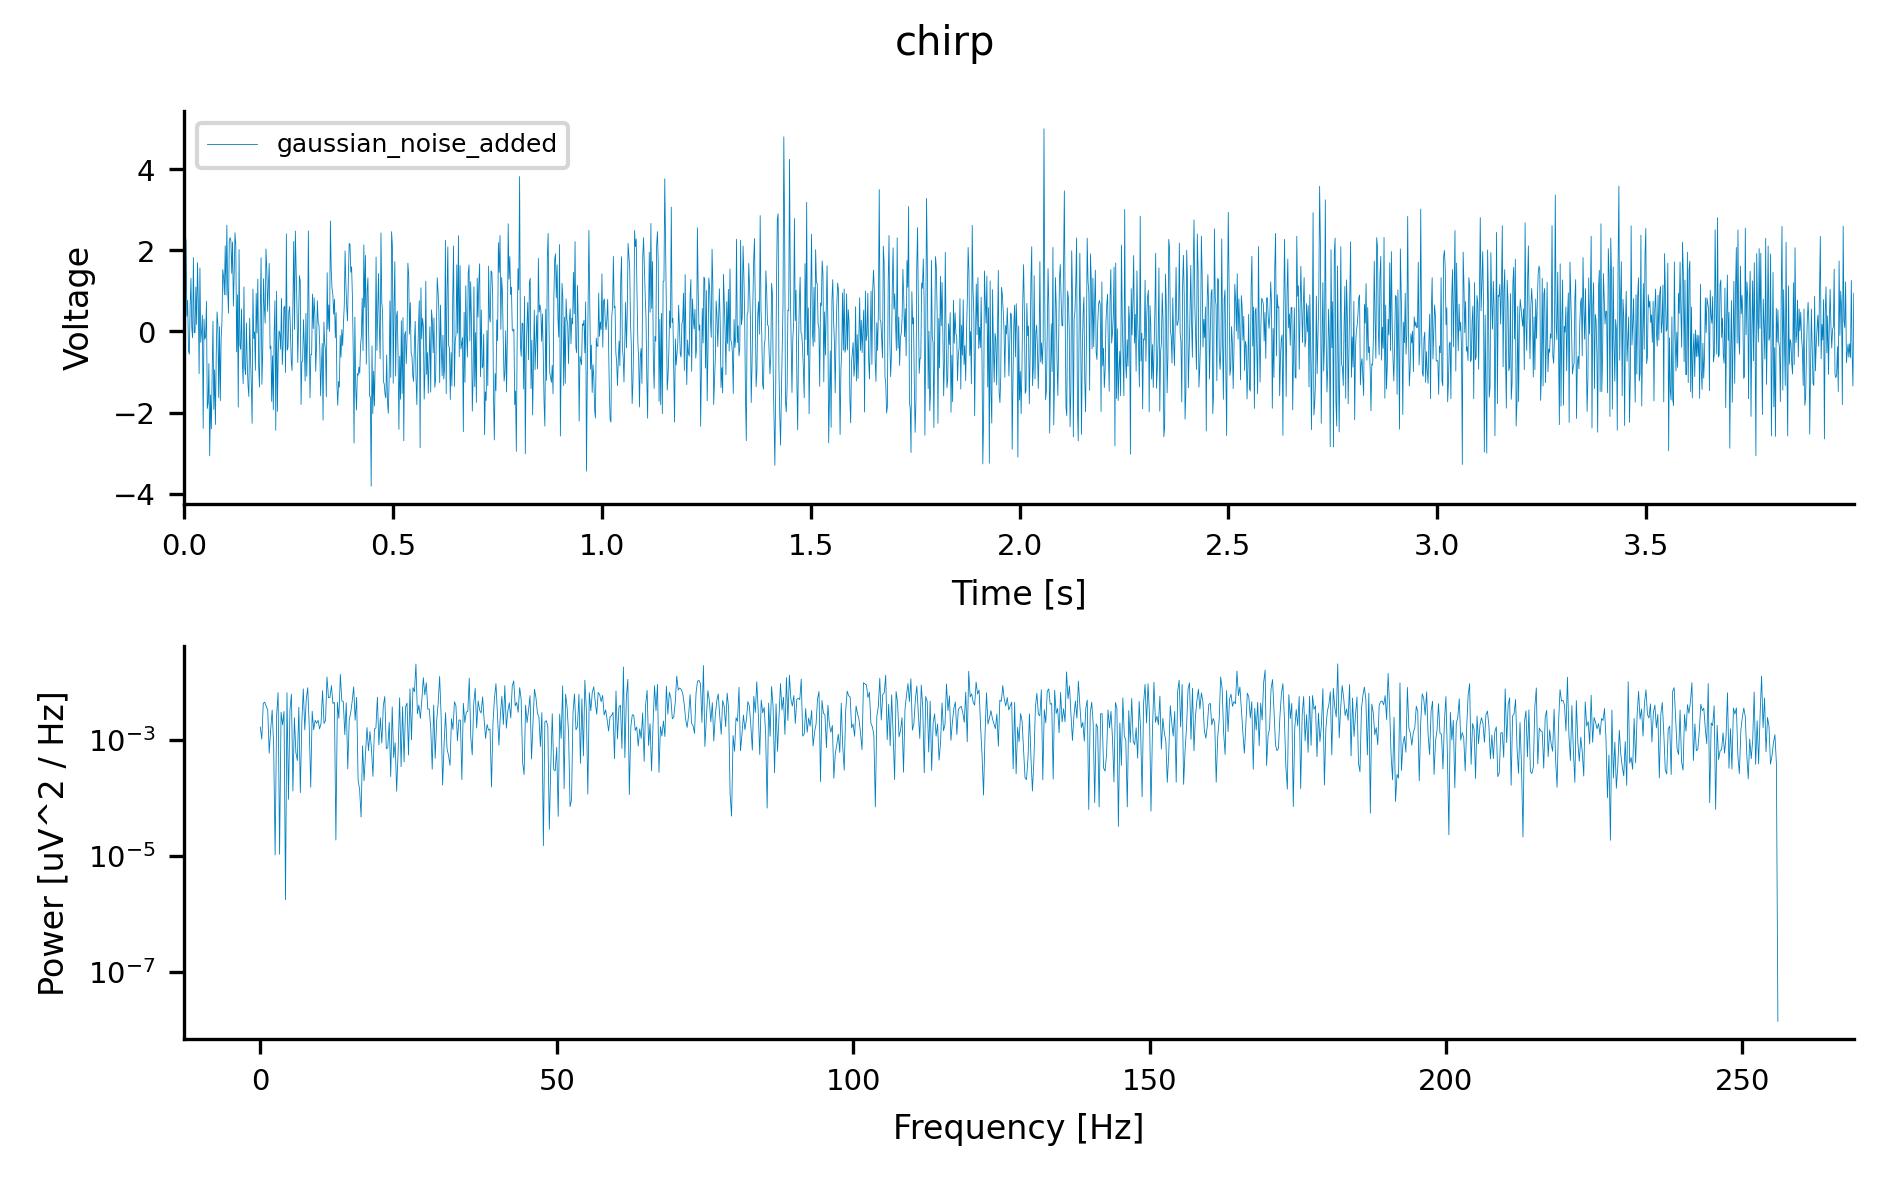 chirp
gaussian_noise_added
Voltage
4
2
0
−2
−4
0.0 0.5 1.0 1.5 2.0 2.5 3.0 3.5
Time [s]
Power [uV^2 / Hz]
10⁻³
10⁻⁵
10⁻⁷
0 50 100 150 200 250
Frequency [Hz]